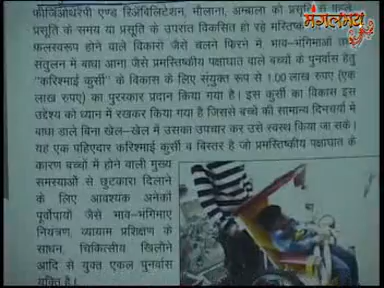 मंगलमय
फीजिओथेरेपी एण्ड रिॲबिलिटेशन, मौलाना, अम्बाला को प्रसूति से पहले,
प्रसूति के समय या प्रसूति के उपरांत विकसित हो रहे मस्तिष्क
फलस्वरूप होने वाले विकारों जैसे चलने फिरने में, भाव-भंगिमाओं का
संतुलन में बाधा आना जैसे प्रमस्तिष्कीय पक्षाघात वाले बच्चों के पुनर्वास हेतु
"करिश्माई कुर्सी" के विकास के लिए संयुक्त रूप से 1.00 लाख रुपए (एक
लाख रुपए) का पुरस्कार प्रदान किया गया है। इस कुर्सी का विकास इस
उद्देश्य को ध्यान में रखकर किया गया है जिससे बच्चे की सामान्य दिनचर्या में
बाधा डाले बिना खेल-खेल में उसका उपचार कर उसे स्वस्थ किया जा सके।
यह एक पहिएदार करिश्माई कुर्सी व बिस्तर है जो प्रमस्तिष्कीय पक्षाघात के
कारण बच्चों में होने वाली मुख्य
समस्याओं से छुटकारा दिलाने
के लिए आवश्यक अनेकों
पूर्वोपायों जैसे भाव-भंगिमाए
नियंत्रण, व्यायाम प्रशिक्षण के
साधन, चिकित्सीय खिलौने
आदि से युक्त एकल पुनर्वास
युक्ति है।